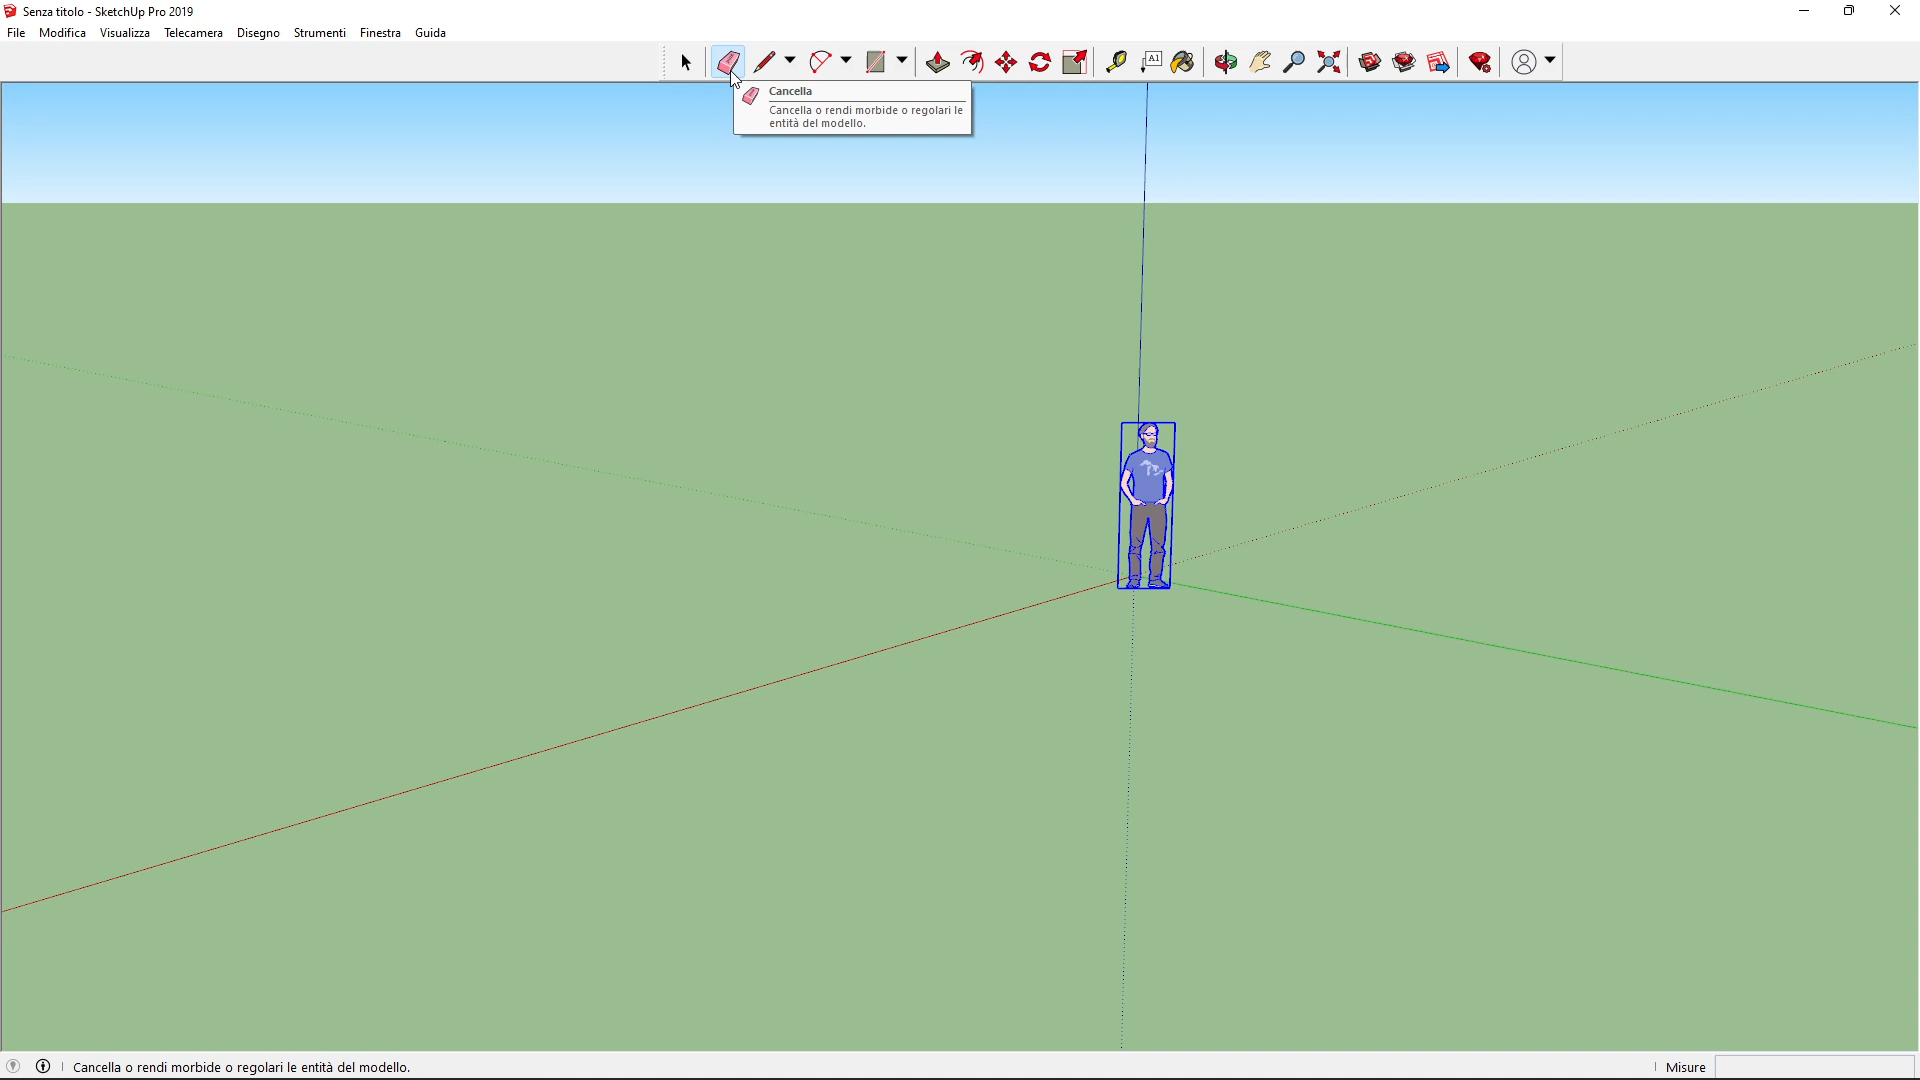 Senza titolo - SketchUp Pro 2019
File Modifica Visualizza Telecamera Disegno Strumenti Finestra Guida
A1
Cancella
Cancella o rendi morbide o regolari le
entità del modello.
Cancella o rendi morbide o regolari le entità del modello.
Misure